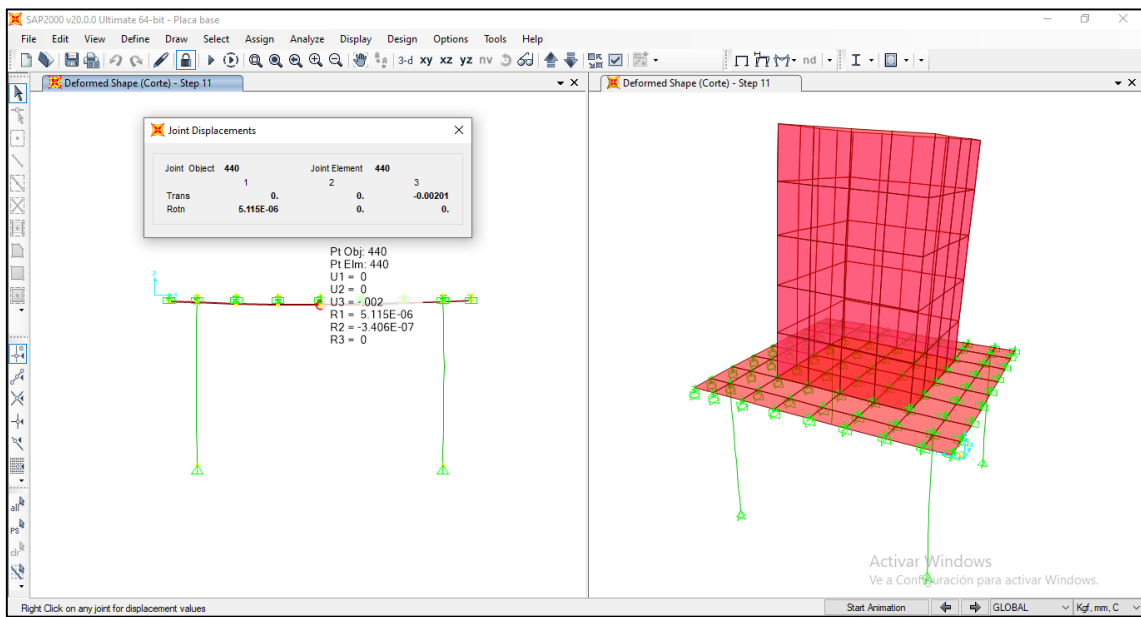 SAP2000 v20.0.0 Ultimate 64-bit - Placa base
File Edit View Define Draw Select Assign Analyze Display Design Options Tools Help
3-d xy xz yz nv nd
Deformed Shape (Corte) - Step 11
Joint Displacements
Joint Object 440 Joint Element 440
1 2 3
Trans 0. 0. -0.00201
Rotn 5.115E-06 0. 0.
Pt Obj: 440
Pt Elm: 440
U1 = 0
U2 = 0
U3 = -.002
R1 = 5.115E-06
R2 = -3.406E-07
R3 = 0
Z
Deformed Shape (Corte) - Step 11
all
PS
clr
Activar Windows
Ve a Configuración para activar Windows.
Right Click on any joint for displacement values
Start Animation GLOBAL Kgf, mm, C